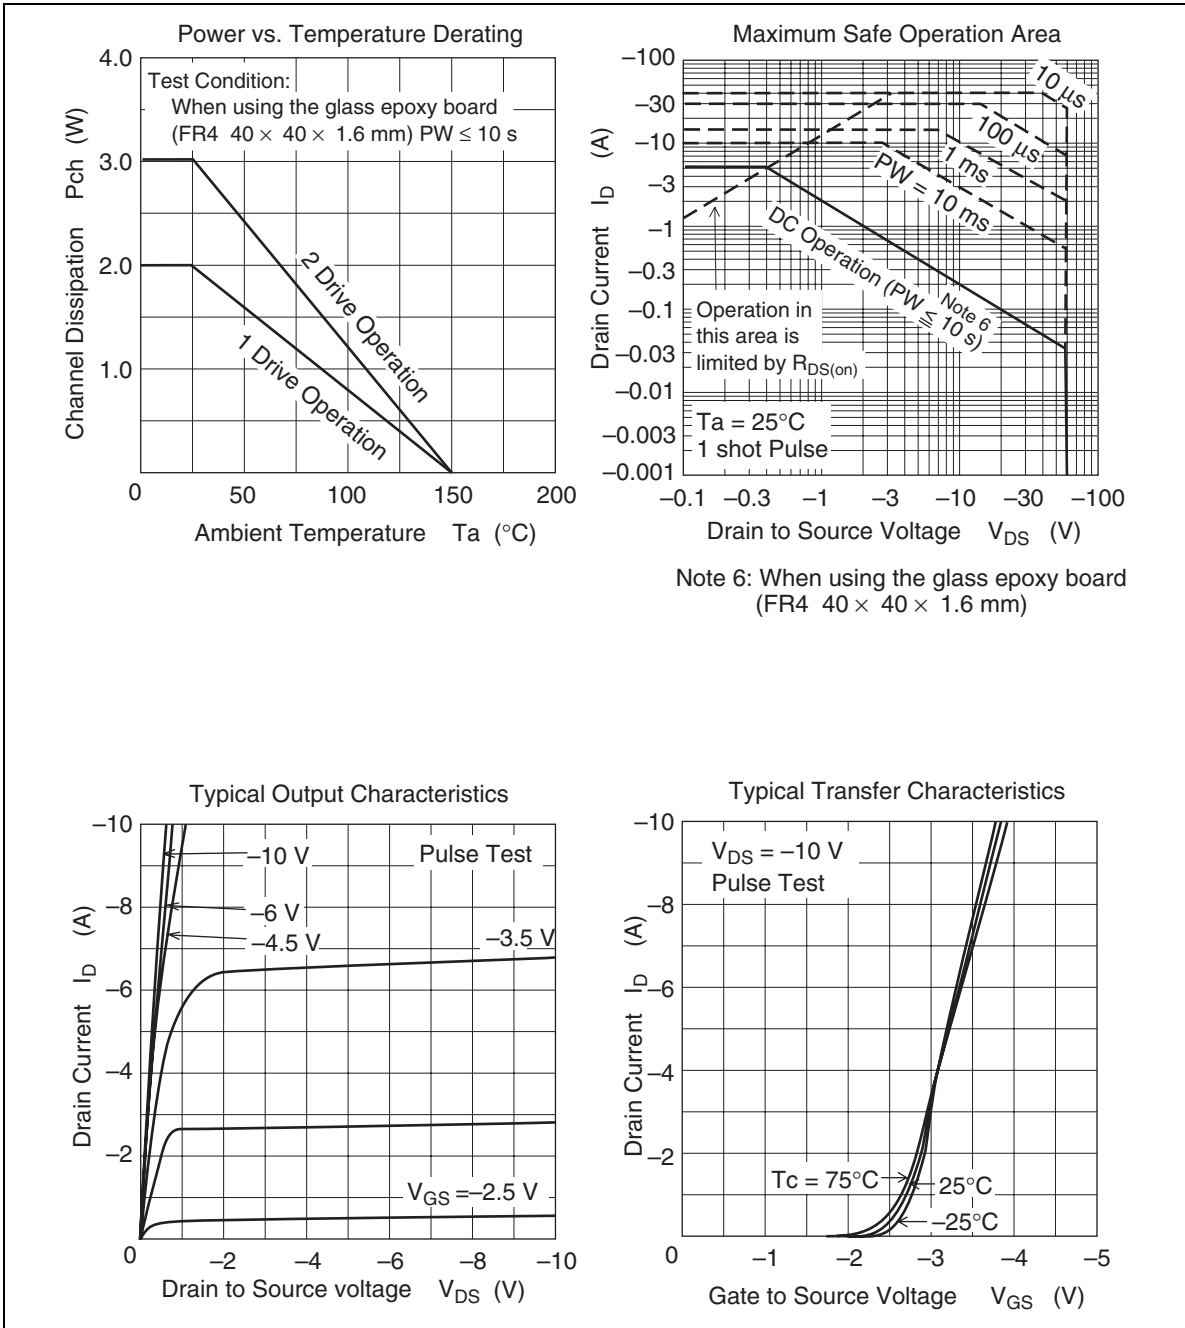 Power vs. Temperature Derating
4.0
3.0
2.0
1.0
Channel Dissipation Pch (W)
Test Condition:
When using the glass epoxy board
(FR4 40 × 40 × 1.6 mm) PW ≤ 10 s
2 Drive Operation
1 Drive Operation
0 50 100 150 200
Ambient Temperature Ta (°C)
Maximum Safe Operation Area
–100
–30
–10
–3
–1
–0.3
–0.1
–0.03
–0.01
–0.003
–0.001
Drain Current I_D (A)
10 μs
100 μs
1 ms
PW = 10 ms
DC Operation (PW ≦ 10 s)
Note 6
Operation in
this area is
limited by R_DS(on)
Ta = 25°C
1 shot Pulse
–0.1 –0.3 –1 –3 –10 –30 –100
Drain to Source Voltage V_DS (V)
Note 6: When using the glass epoxy board
(FR4 40 × 40 × 1.6 mm)
Typical Output Characteristics
–10
–8
–6
–4
–2
Drain Current I_D (A)
–10 V
–6 V
–4.5 V
Pulse Test
–3.5 V
V_GS =–2.5 V
0 –2 –4 –6 –8 –10
Drain to Source voltage V_DS (V)
Typical Transfer Characteristics
–10
–8
–6
–4
–2
Drain Current I_D (A)
V_DS = –10 V
Pulse Test
Tc = 75°C
25°C
–25°C
0 –1 –2 –3 –4 –5
Gate to Source Voltage V_GS (V)